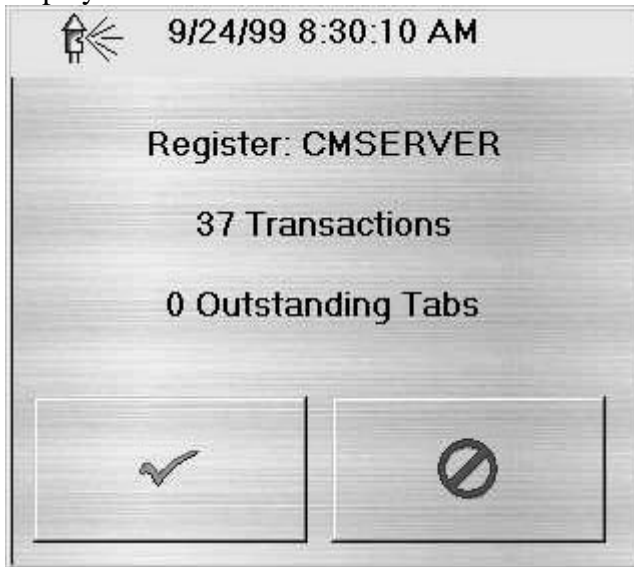 9/24/99 8:30:10 AM
Register: CMSERVER
37 Transactions
0 Outstanding Tabs